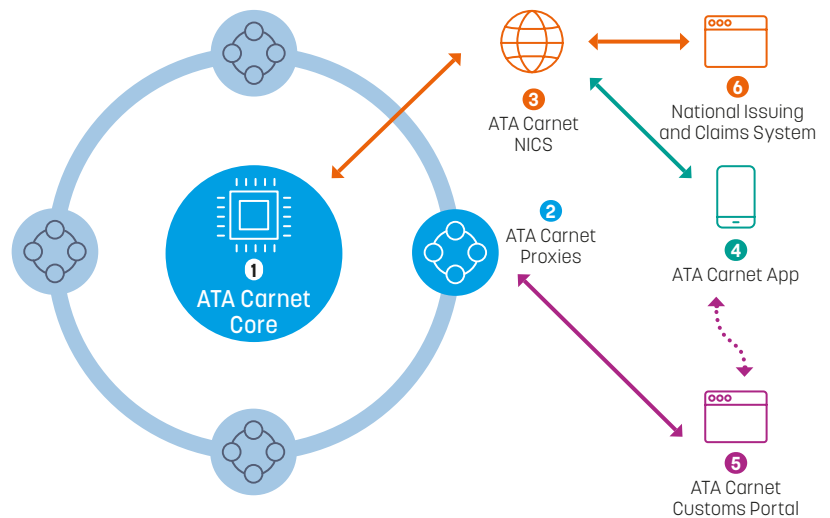 1
ATA Carnet
Core
2
ATA Carnet
Proxies
3
ATA Carnet
NICS
6
National Issuing
and Claims System
4
ATA Carnet App
5
ATA Carnet
Customs Portal